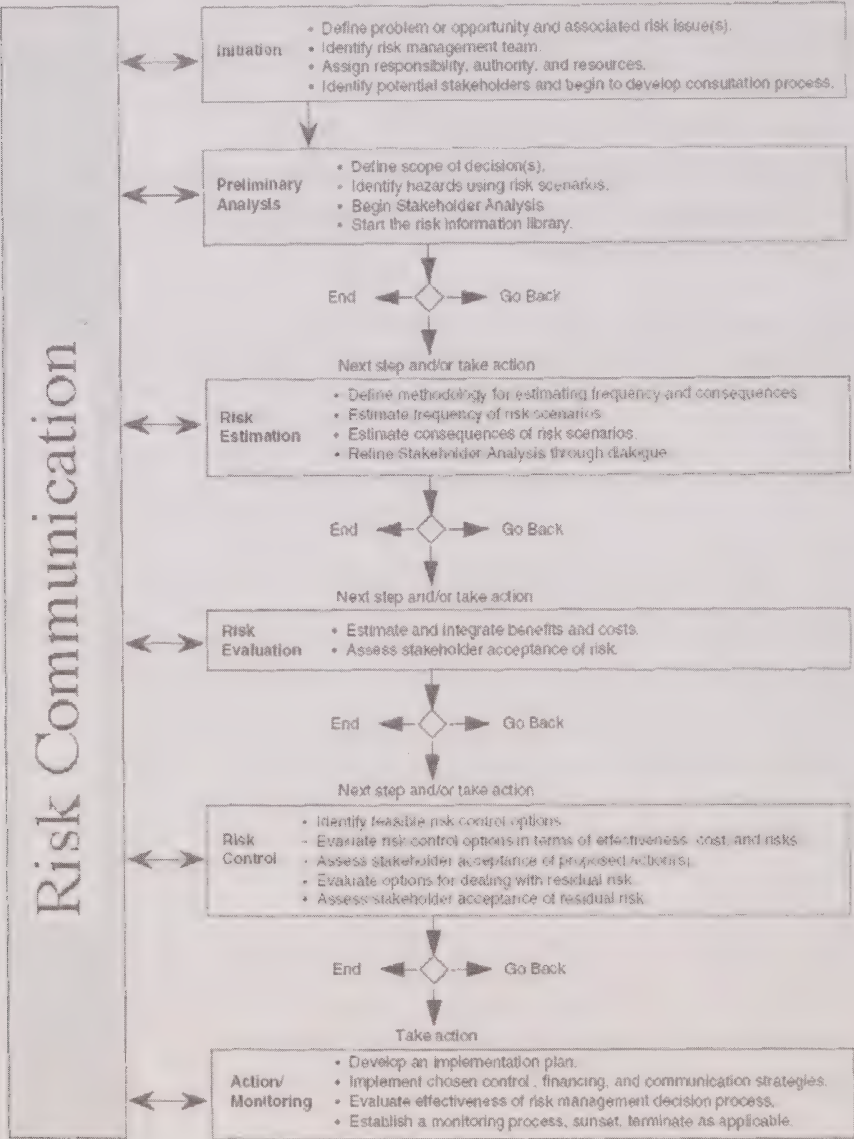 Risk Communication
Initiation
• Define problem or opportunity and associated risk issue(s).
• Identify risk management team.
• Assign responsibility, authority, and resources.
• Identify potential stakeholders and begin to develop consultation process.
Preliminary
Analysis
• Define scope of decision(s).
• Identify hazards using risk scenarios.
• Begin Stakeholder Analysis
• Start the risk information library.
End
Go Back
Next step and/or take action
Risk
Estimation
• Define methodology for estimating frequency and consequences
• Estimate frequency of risk scenarios
• Estimate consequences of risk scenarios.
• Refine Stakeholder Analysis through dialogue
End
Go Back
Next step and/or take action
Risk
Evaluation
• Estimate and integrate benefits and costs.
• Assess stakeholder acceptance of risk.
End
Go Back
Next step and/or take action
Risk
Control
• Identify feasible risk control options
- Evaluate risk control options in terms of effectiveness, cost, and risks
• Assess stakeholder acceptance of proposed action(s)
• Evaluate options for dealing with residual risk
• Assess stakeholder acceptance of residual risk
End
Go Back
Take action
Action/
Monitoring
• Develop an implementation plan.
• Implement chosen control, financing, and communication strategies.
• Evaluate effectiveness of risk management decision process.
• Establish a monitoring process, sunset, terminate as applicable.